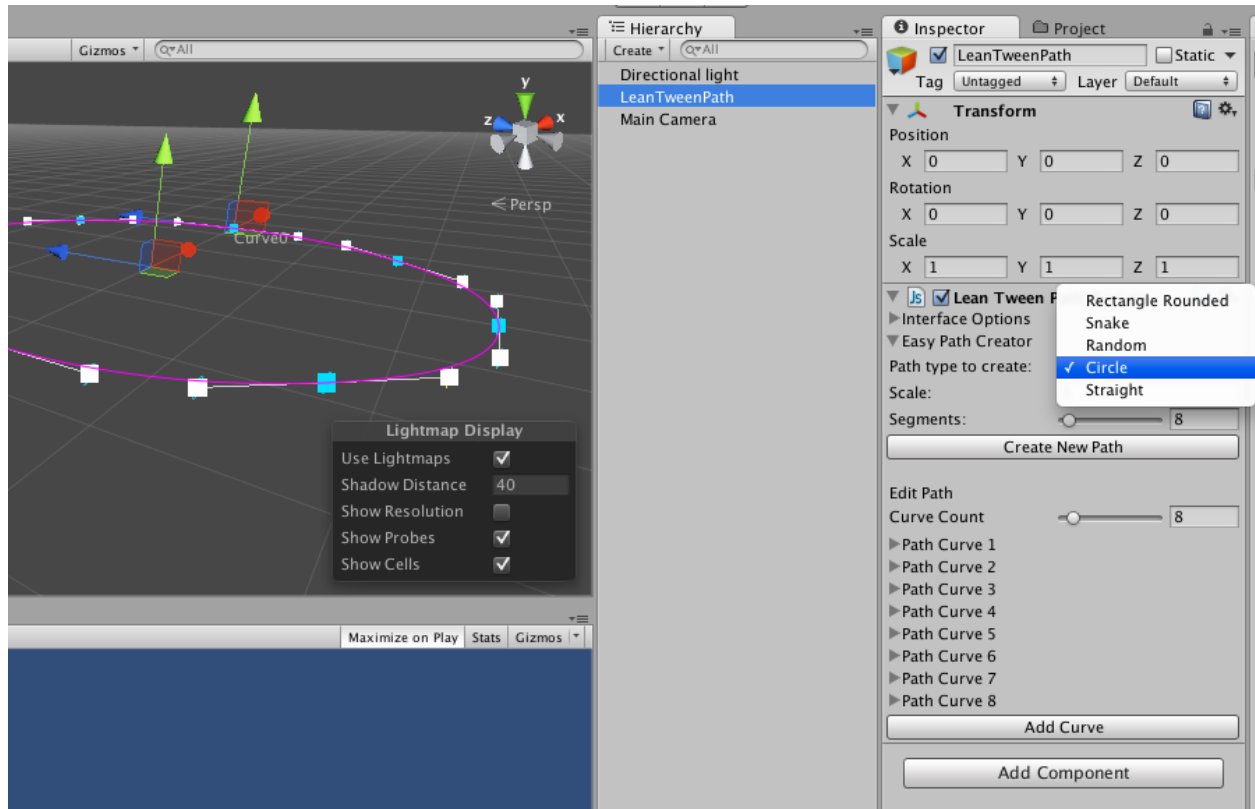 Gizmos
All
y
z
x
Persp
Curve0
Lightmap Display
Use Lightmaps
Shadow Distance 40
Show Resolution
Show Probes
Show Cells
Maximize on Play Stats Gizmos
Hierarchy
Create All
Directional light
LeanTweenPath
Main Camera
Inspector Project
LeanTweenPath Static
Tag Untagged Layer Default
Transform
Position
X 0 Y 0 Z 0
Rotation
X 0 Y 0 Z 0
Scale
X 1 Y 1 Z 1
Js Lean Tween
Interface Options
Easy Path Creator
Path type to create:
Rectangle Rounded
Snake
Random
Circle
Straight
Scale:
Segments: 8
Create New Path
Edit Path
Curve Count 8
Path Curve 1
Path Curve 2
Path Curve 3
Path Curve 4
Path Curve 5
Path Curve 6
Path Curve 7
Path Curve 8
Add Curve
Add Component